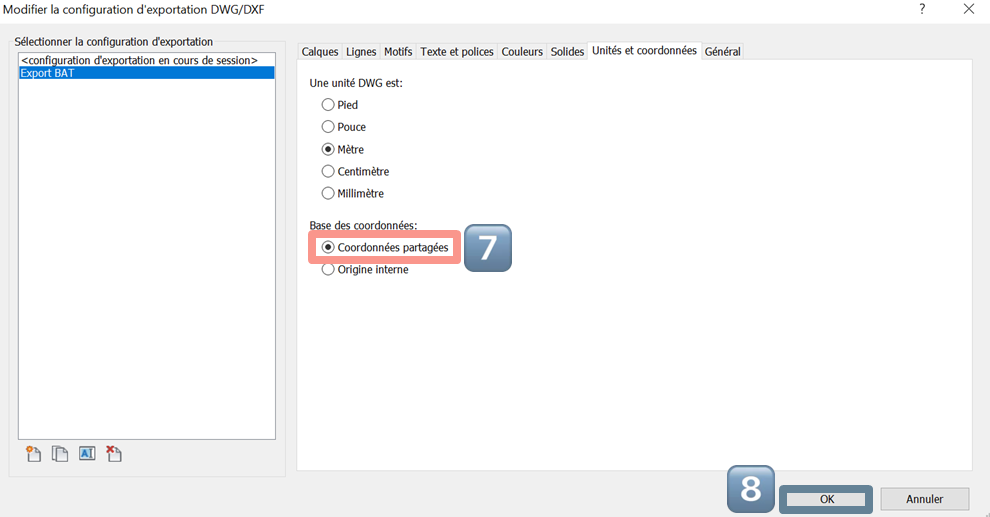 Modifier la configuration d'exportation DWG/DXF
?
Sélectionner la configuration d'exportation
<configuration d'exportation en cours de session>
Export BAT
Calques Lignes Motifs Texte et polices Couleurs Solides Unités et coordonnées Général
Une unité DWG est:
Pied
Pouce
Mètre
Centimètre
Millimètre
Base des coordonnées:
Coordonnées partagées
7
Origine interne
8
OK
Annuler